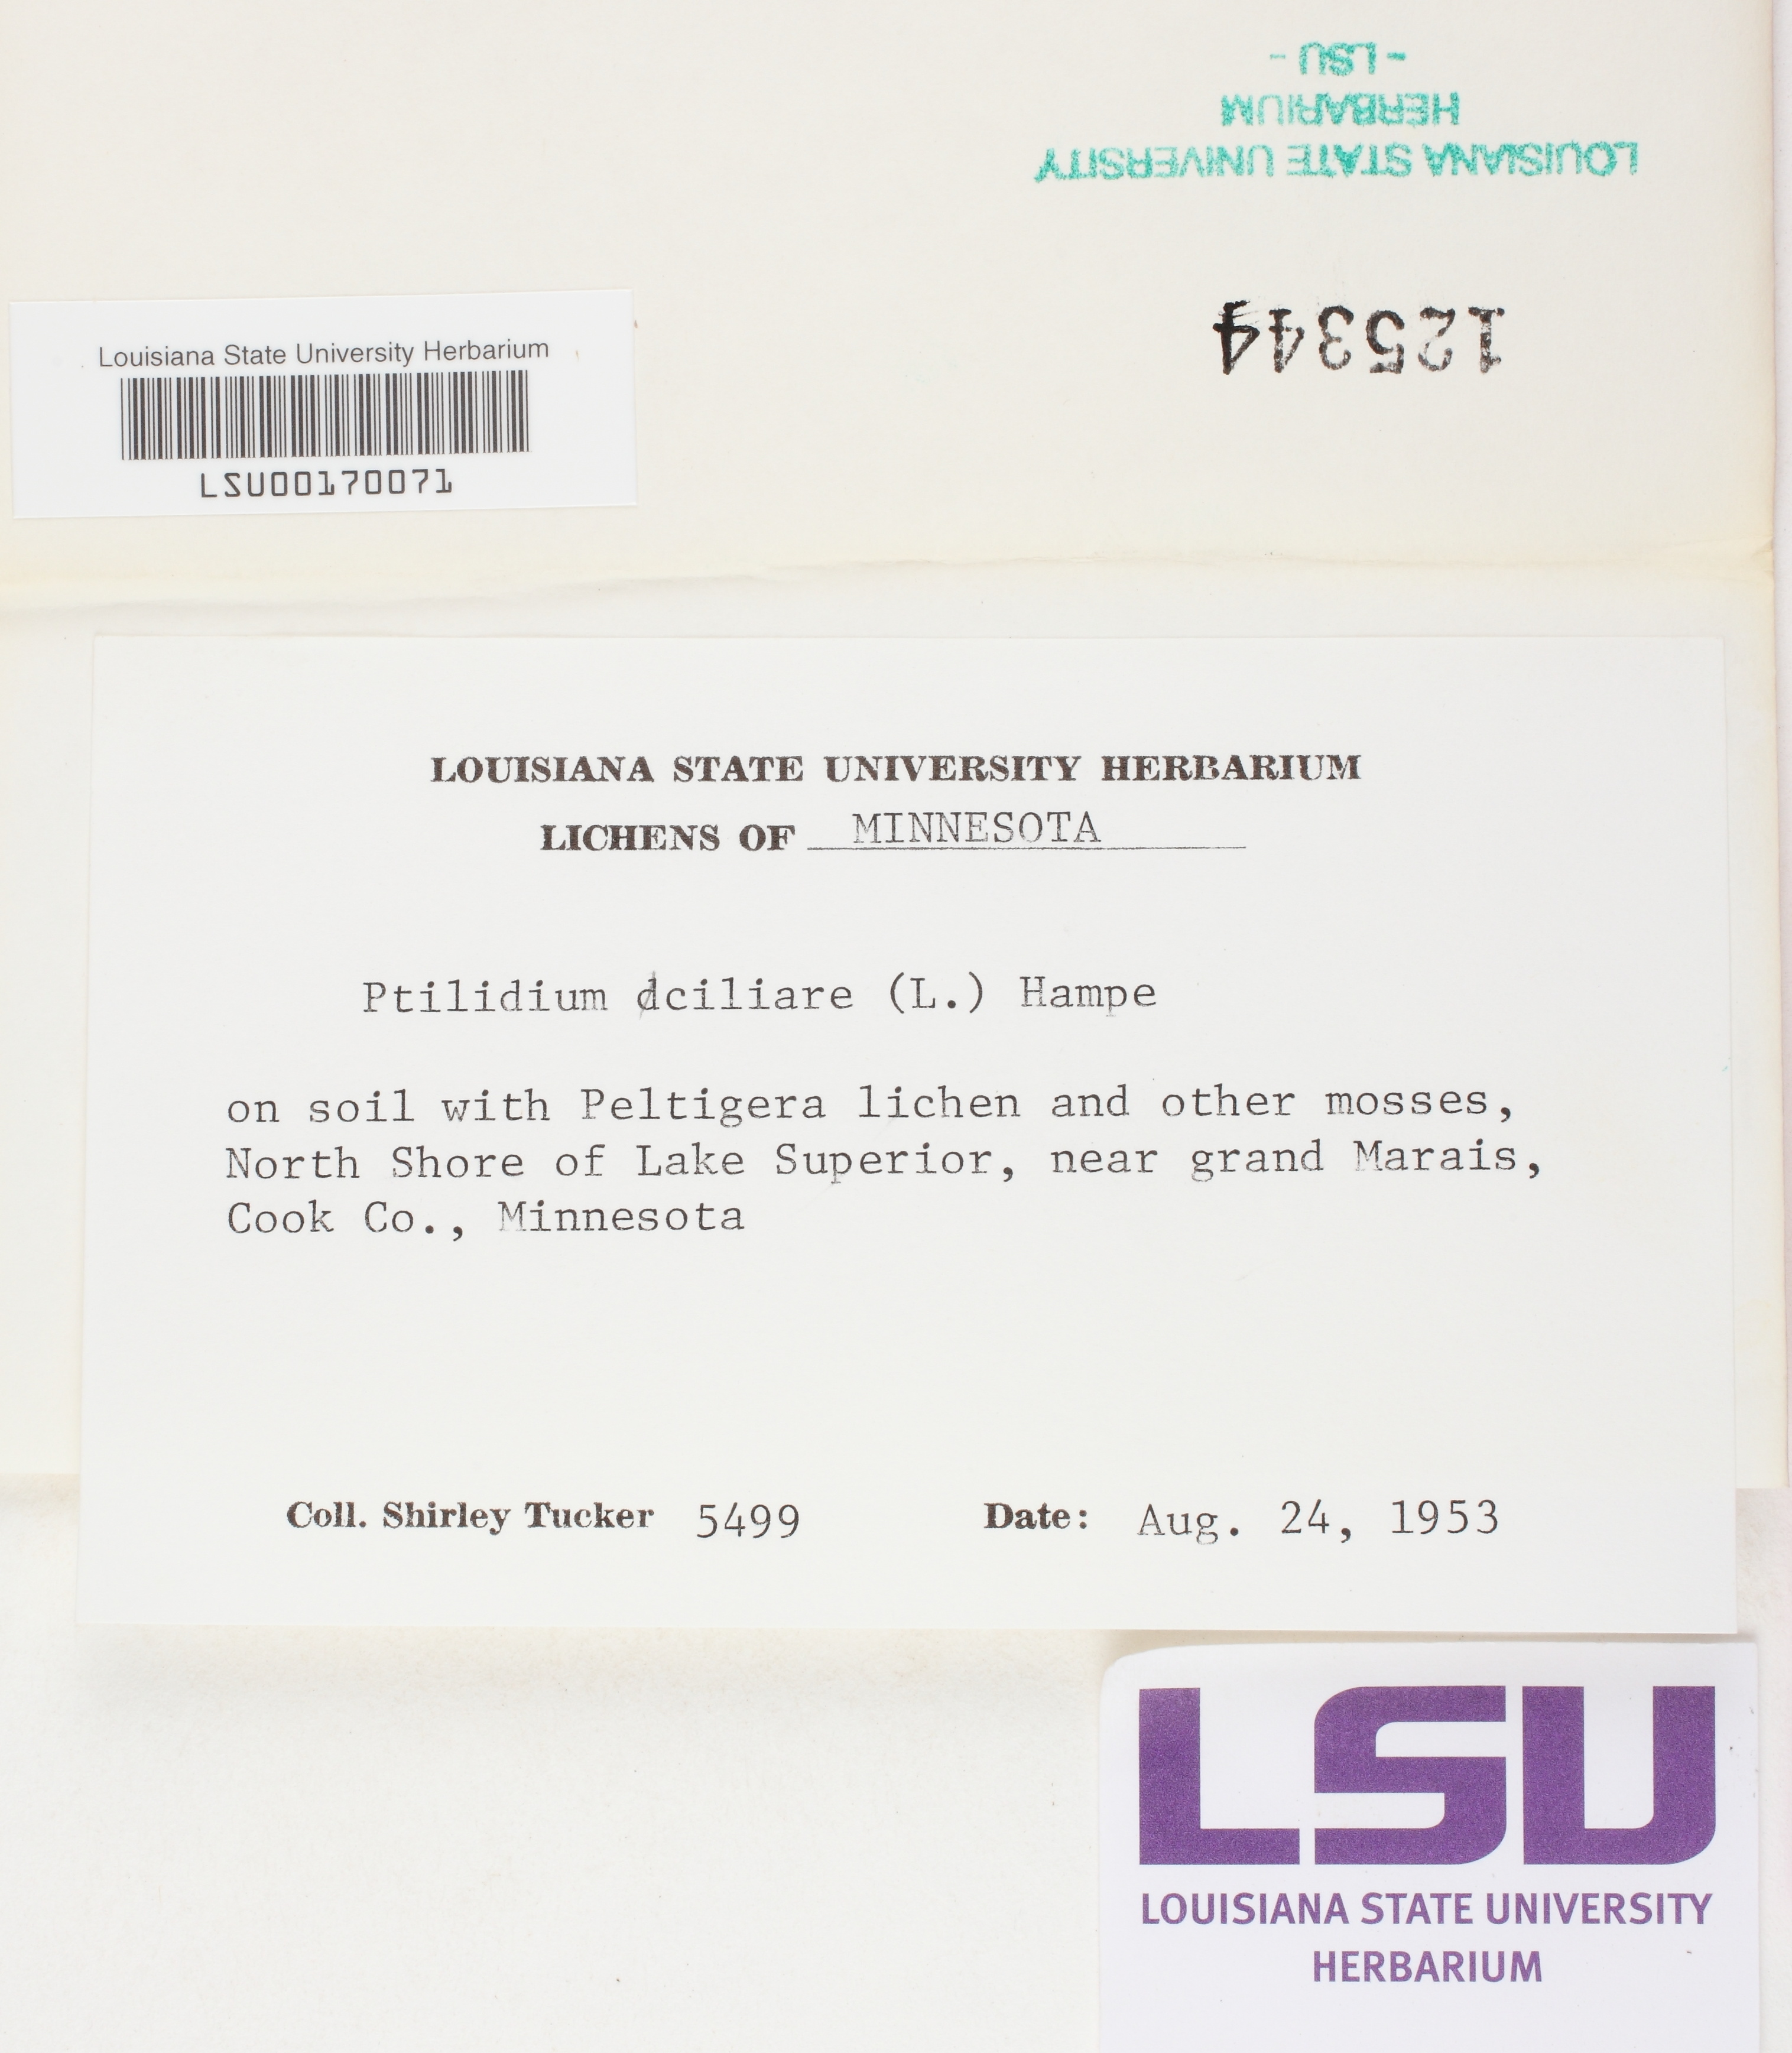 - LSU -
HERBARIUM
LOUISIANA STATE UNIVERSITY
125344
Louisiana State University Herbarium
LSU00170071
LOUISIANA STATE UNIVERSITY HERBARIUM
LICHENS OF MINNESOTA
Ptilidium dciliare (L.) Hampe
on soil with Peltigera lichen and other mosses,
North Shore of Lake Superior, near grand Marais,
Cook Co., Minnesota
Coll. Shirley Tucker 5499 Date: Aug. 24, 1953
LSU
LOUISIANA STATE UNIVERSITY
HERBARIUM